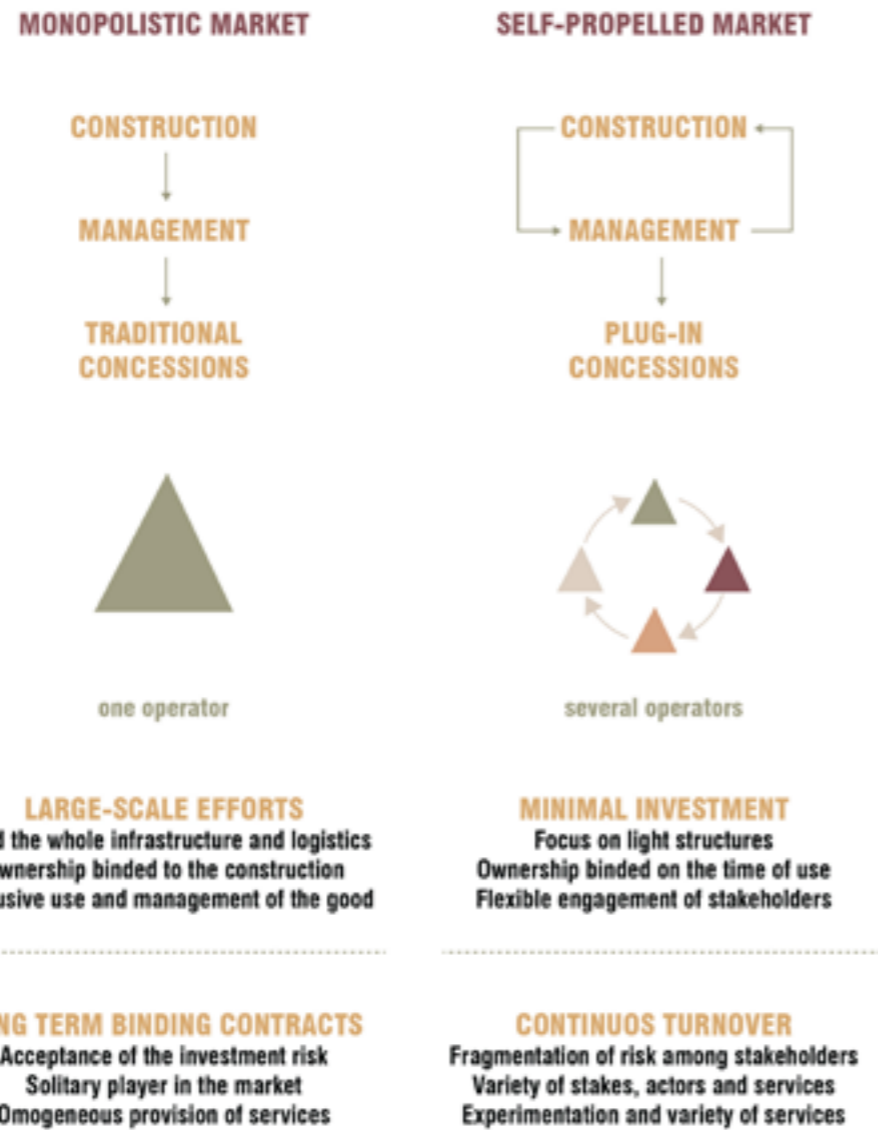 MONOPOLISTIC MARKET
CONSTRUCTION
MANAGEMENT
TRADITIONAL
CONCESSIONS
one operator
LARGE-SCALE EFFORTS
the whole infrastructure and logistics
binded to the construction
use and management of the good
TERM BINDING CONTRACTS
Acceptance of the investment risk
Solitary player in the market
Omogeneous provision of services
SELF-PROPELLED MARKET
CONSTRUCTION
MANAGEMENT
PLUG-IN
CONCESSIONS
several operators
MINIMAL INVESTMENT
Focus on light structures
Ownership binded on the time of use
Flexible engagement of stakeholders
CONTINUOS TURNOVER
Fragmentation of risk among stakeholders
Variety of stakes, actors and services
Experimentation and variety of services